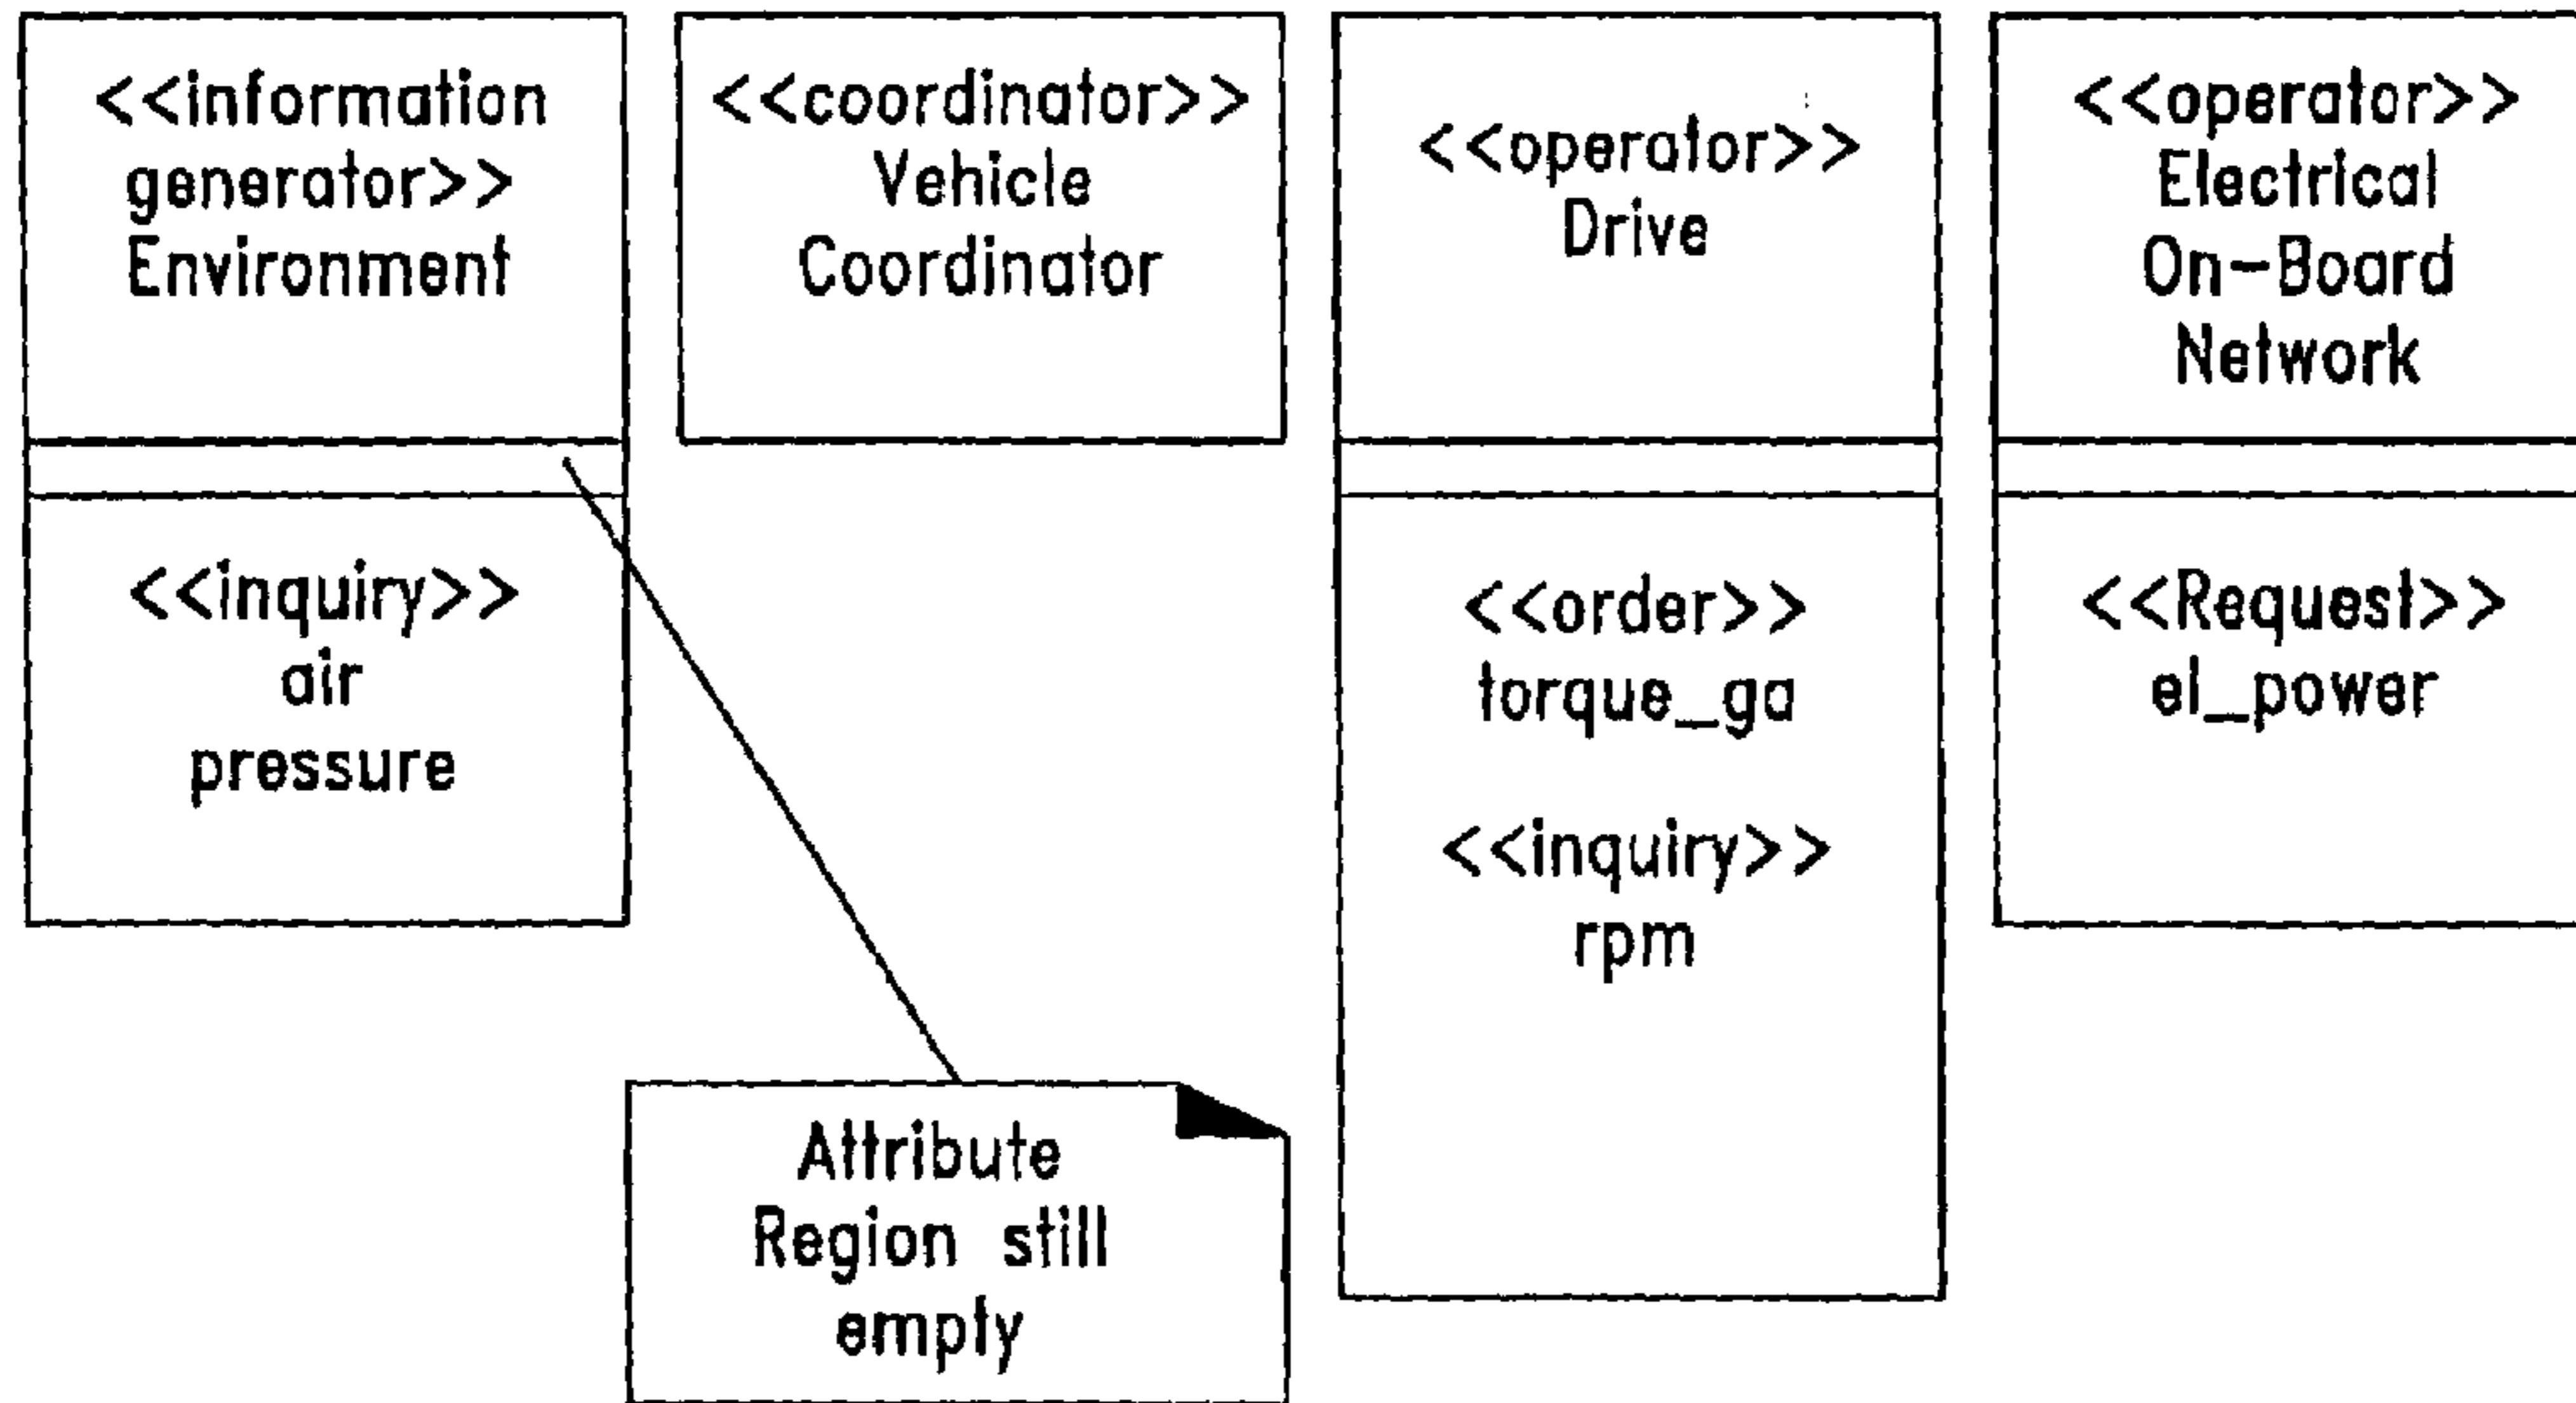 <<information
generator>>
Environment
<<coordinator>>
Vehicle
Coordinator
<<operator>>
Drive
<<operator>>
Electrical
On-Board
Network
<<inquiry>>
air
pressure
<<order>>
torque_ga
<<inquiry>>
rpm
<<Request>>
el_power
Attribute
Region still
empty